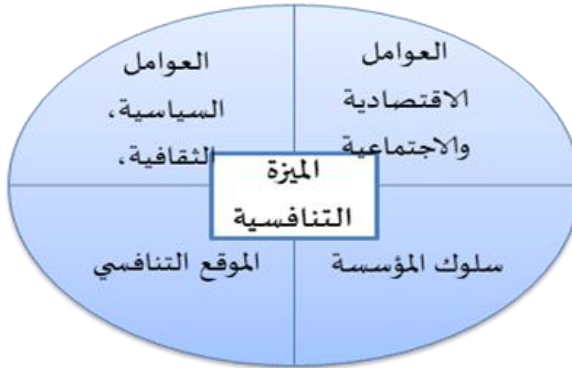 العوامل
الاقتصادية
والاجتماعية
العوامل
السياسية،
الثقافية،
الميزة
التنافسية
سلوك المؤسسة
الموقع التنافسي